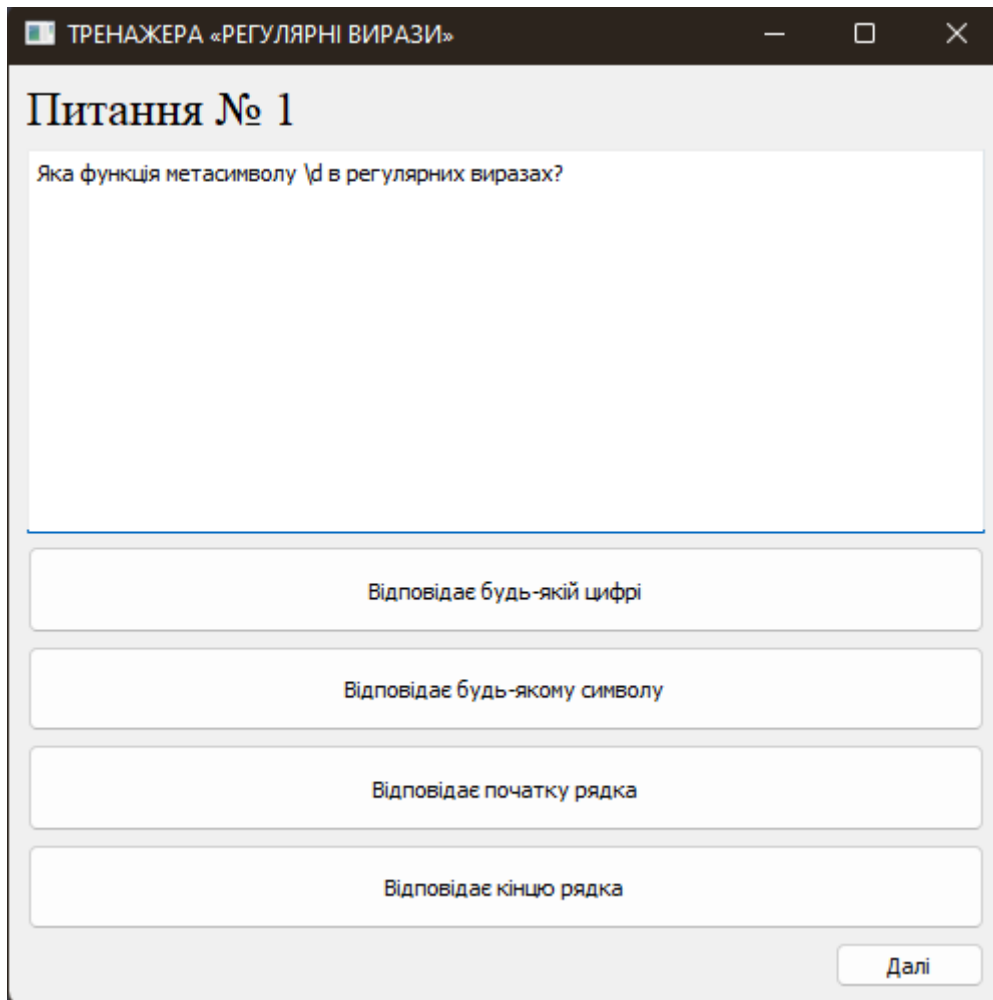 ТРЕНАЖЕРА «РЕГУЛЯРНІ ВИРАЗИ»
Питання № 1
Яка функція метасимволу \d в регулярних виразах?
Відповідає будь-якій цифрі
Відповідає будь-якому символу
Відповідає початку рядка
Відповідає кінцю рядка
Далі